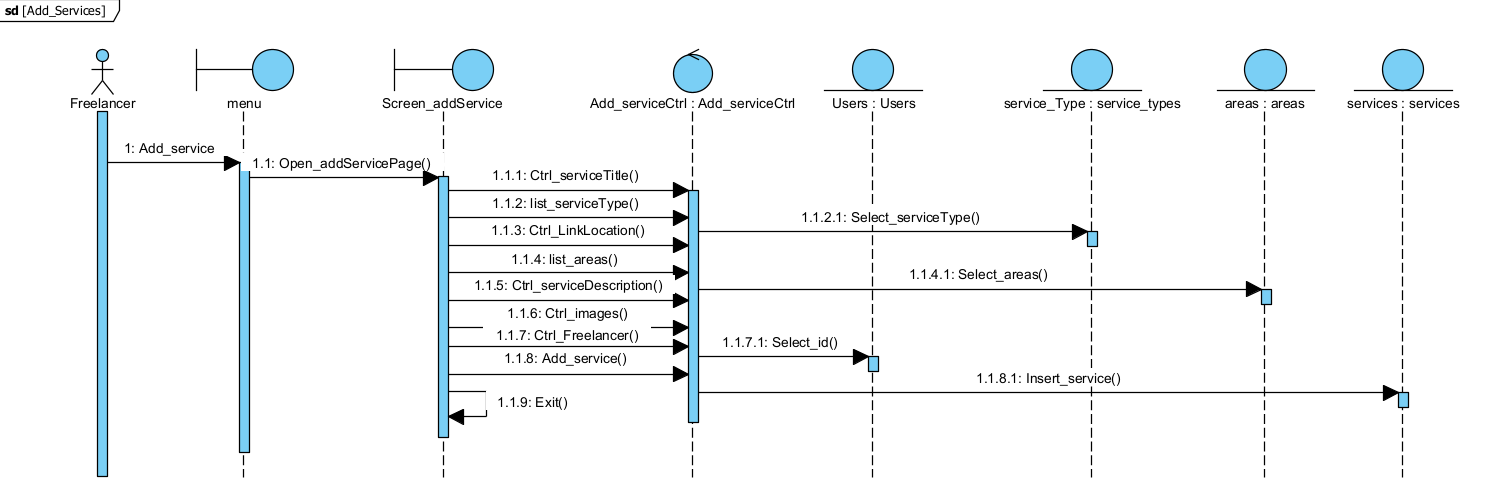 sd [Add_Services]
Freelancer
menu
Screen_addService
Add_serviceCtrl : Add_serviceCtrl
Users : Users
service_Type : service_types
areas : areas
services : services
1: Add_service
1.1: Open_addServicePage()
1.1.1: Ctrl_serviceTitle()
1.1.2: list_serviceType()
1.1.2.1: Select_serviceType()
1.1.3: Ctrl_LinkLocation()
1.1.4: list_areas()
1.1.4.1: Select_areas()
1.1.5: Ctrl_serviceDescription()
1.1.6: Ctrl_images()
1.1.7: Ctrl_Freelancer()
1.1.7.1: Select_id()
1.1.8: Add_service()
1.1.8.1: Insert_service()
1.1.9: Exit()